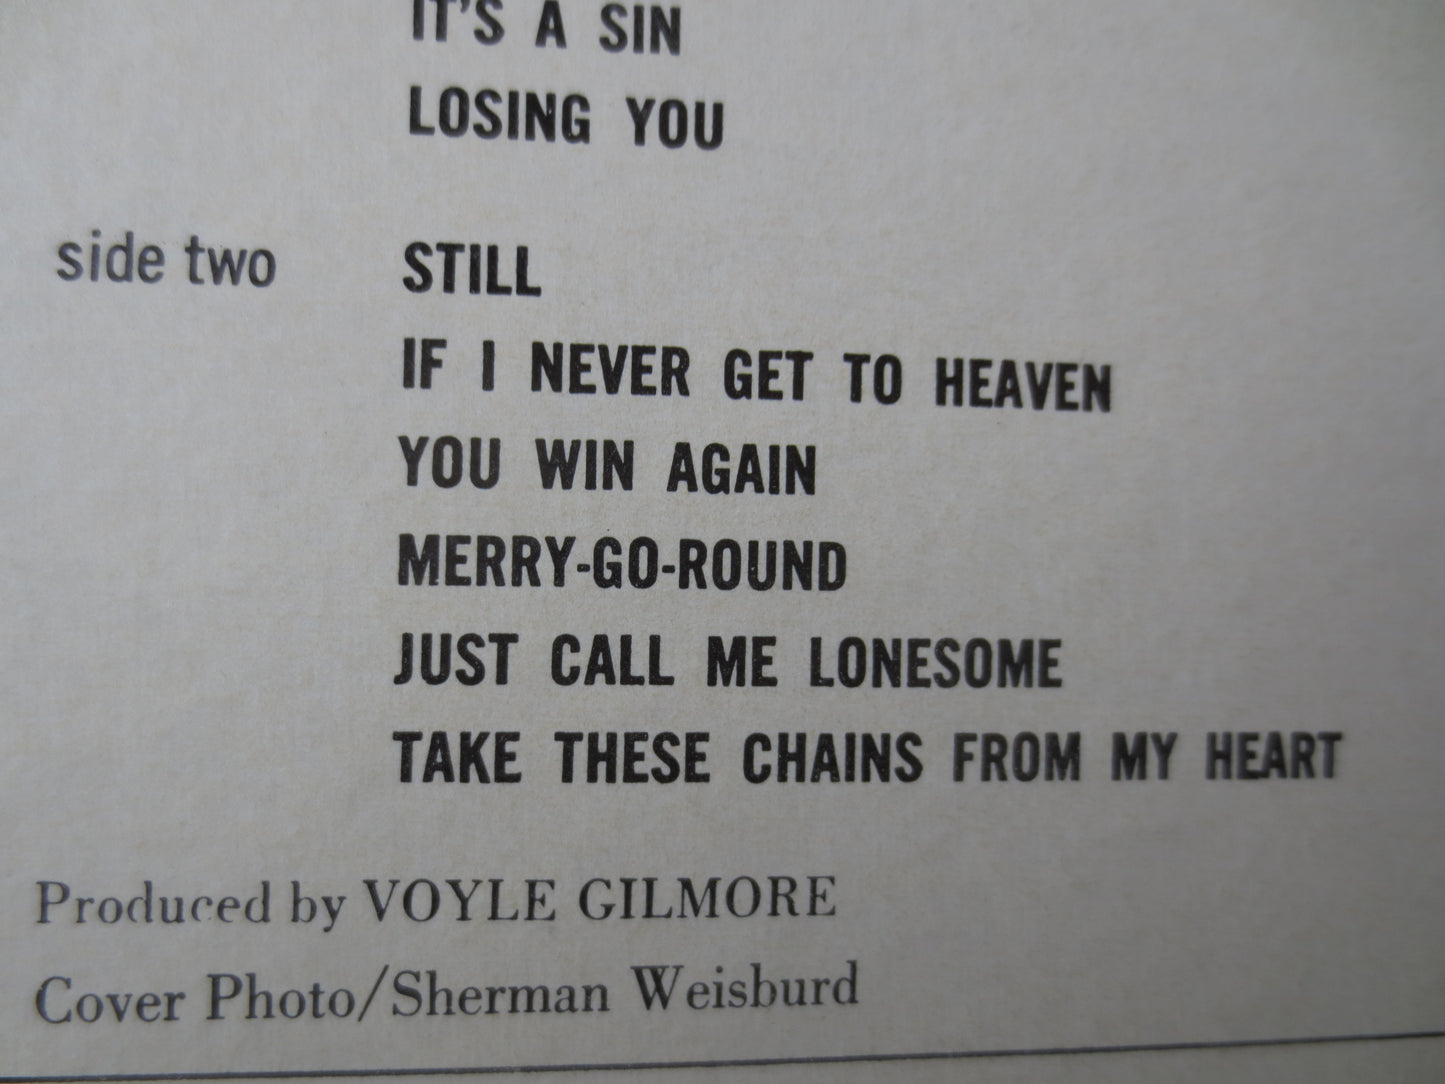 IT'S A SIN
LOSING YOU
side two STILL
IF I NEVER GET TO HEAVEN
YOU WIN AGAIN
MERRY-GO-ROUND
JUST CALL ME LONESOME
TAKE THESE CHAINS FROM MY HEART
Produced by VOYLE GILMORE
Cover Photo/Sherman Weisburd